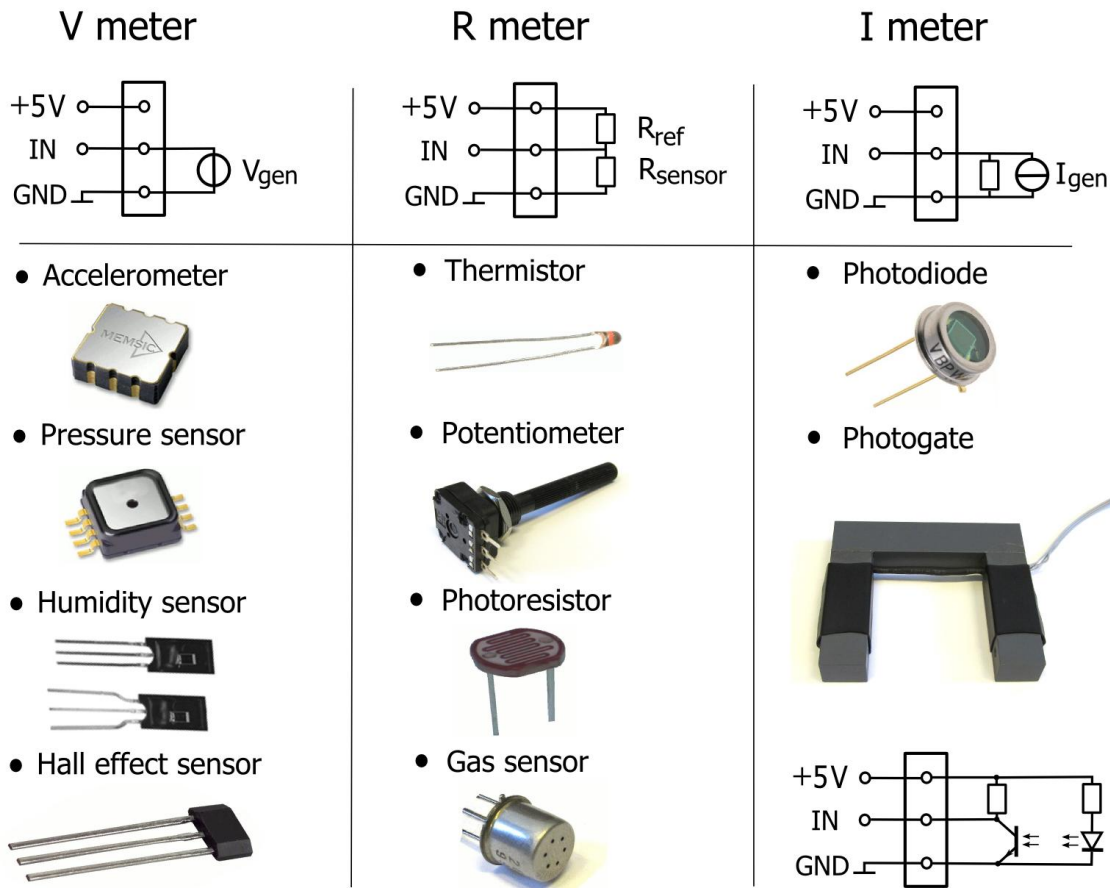 V meter
+5V
IN
GND
Vgen
R meter
+5V
IN
GND
Rref
Rsensor
I meter
+5V
IN
GND
Igen
• Accelerometer
MEMSIC
• Pressure sensor
• Humidity sensor
• Hall effect sensor
• Thermistor
• Potentiometer
• Photoresistor
• Gas sensor
• Photodiode
V BPW
• Photogate
+5V
IN
GND